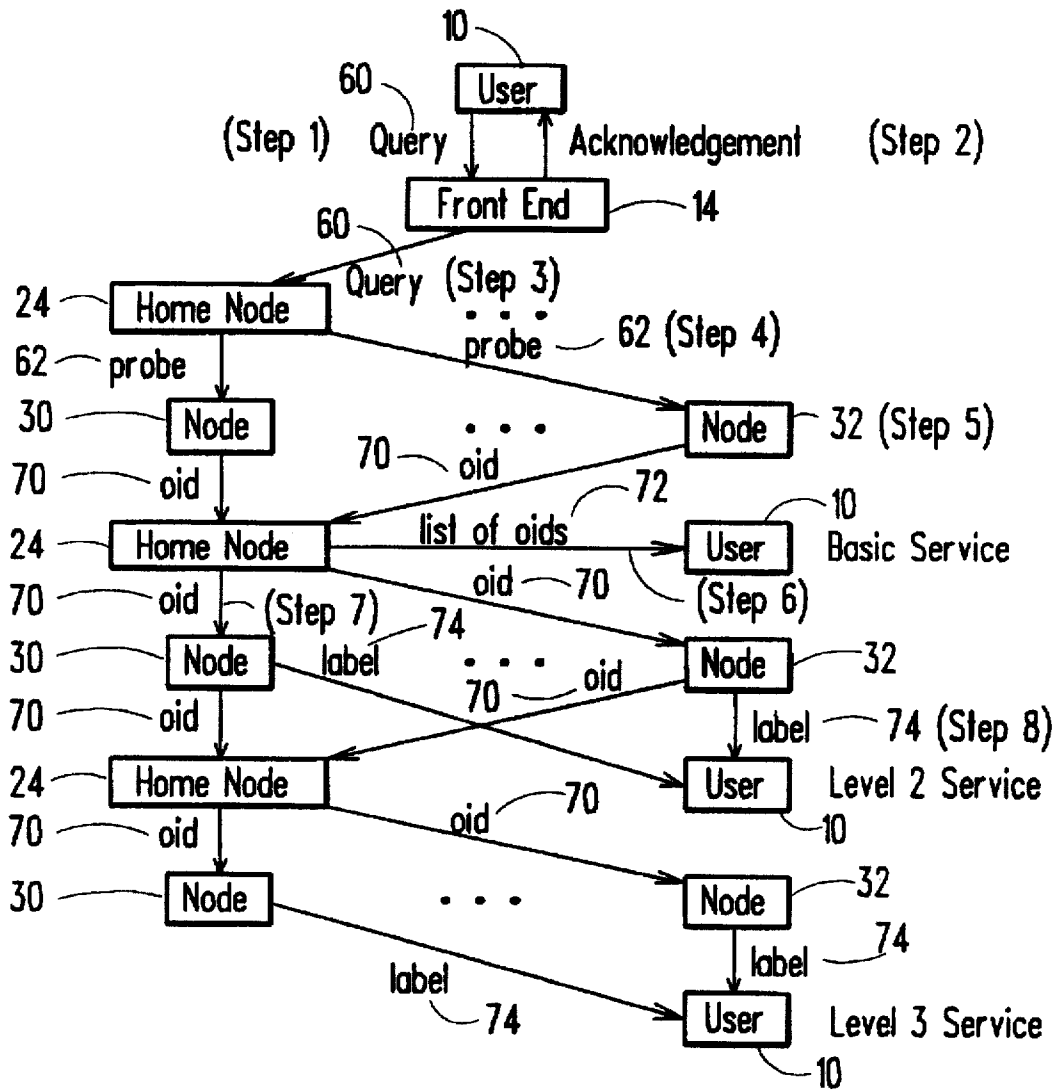 10
User
60
(Step 1) Query Acknowledgement (Step 2)
Front End 14
60
Query (Step 3)
24 Home Node
probe 62 (Step 4)
62 probe
30 Node Node 32 (Step 5)
70 oid 70 oid
72
list of oids
10
24 Home Node User Basic Service
oid 70 (Step 6)
70 oid (Step 7)
74
label
30 Node Node 32
70 oid 70 oid
label 74 (Step 8)
24 Home Node User Level 2 Service
10
70 oid oid 70
30 Node Node 32
label 74
label
74
User Level 3 Service
10